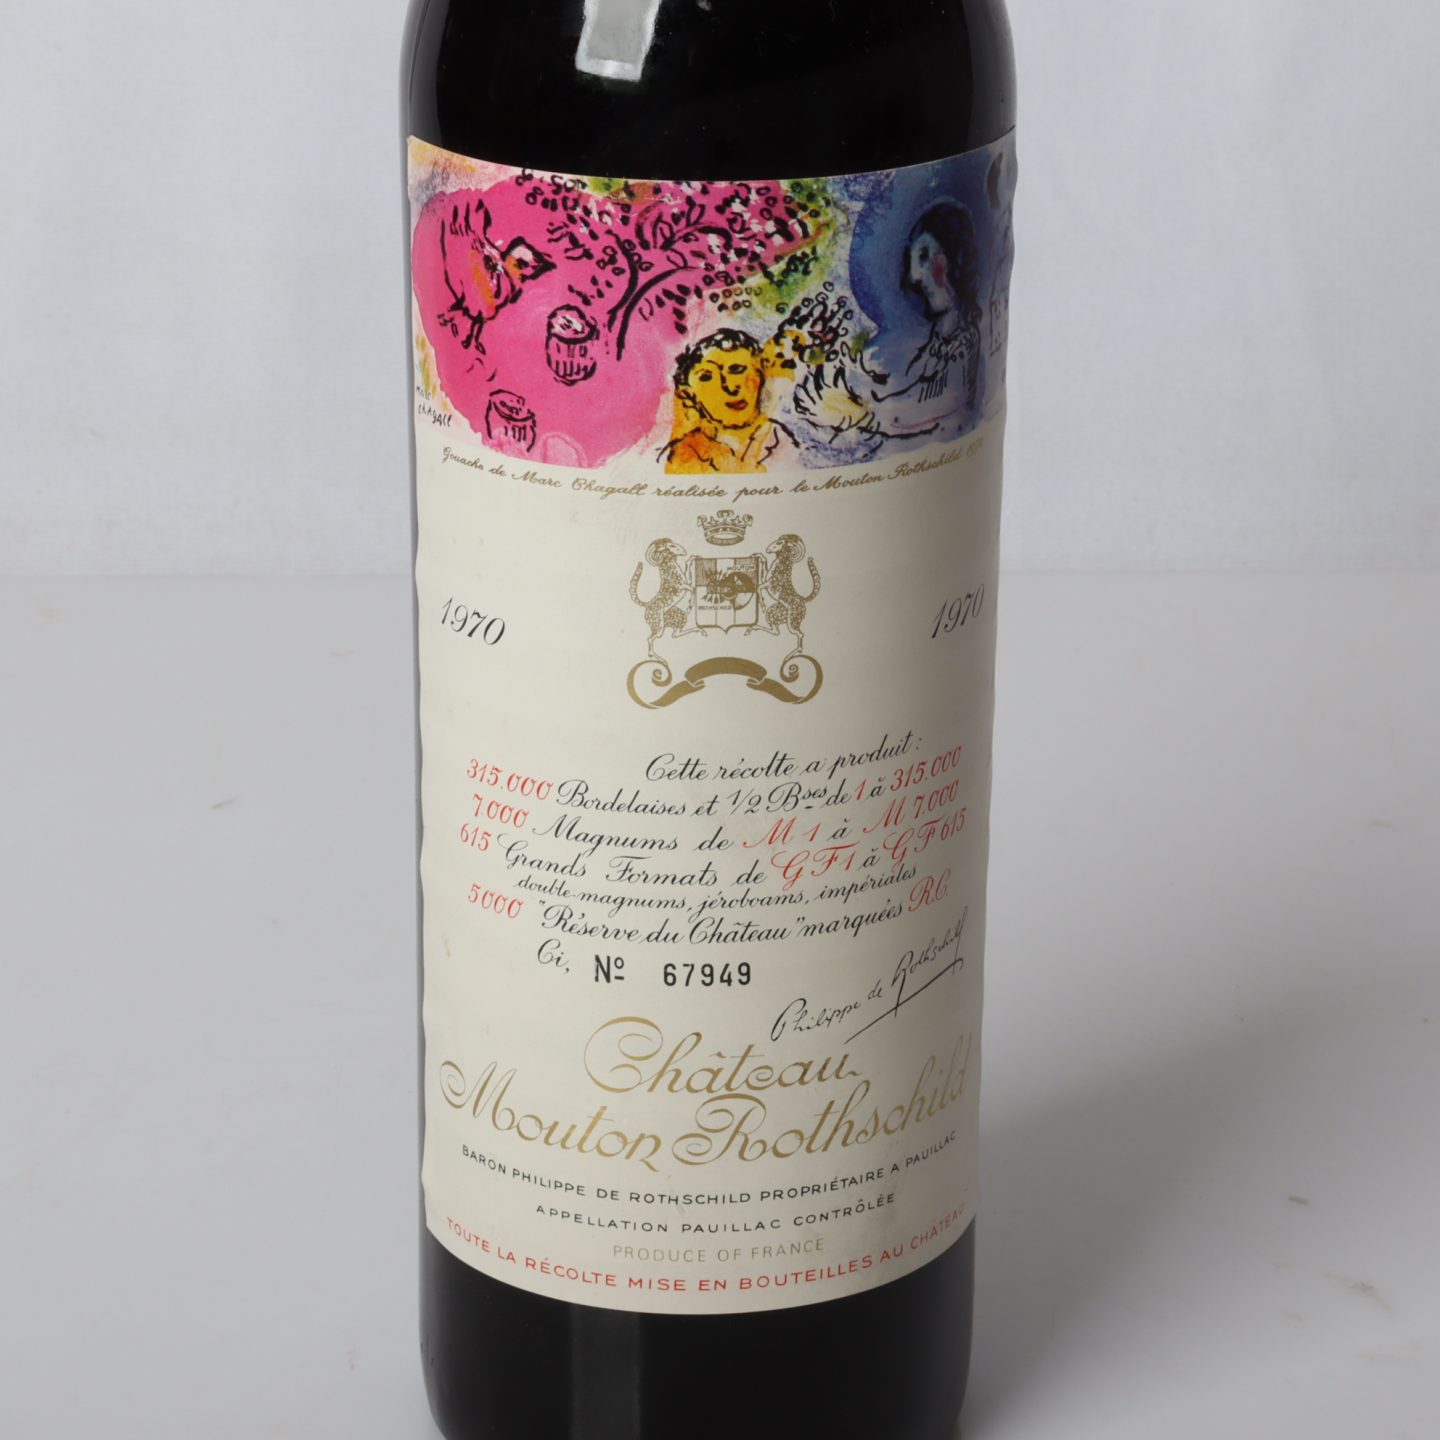 MARC
CHAGALL
Gouache de Marc Chagall réalisée pour le Mouton Rothschild 1970
MOUTON
ROTHSCHILD
1970 1970
Cette récolte a produit :
315.000 Bordelaises et 1/2 Bses de 1 à 315.000
7.000 Magnums de M 1 à M 7.000
615 Grands Formats de GF1 à GF 615
double-magnums, jéroboams, impériales
5000 "Réserve du Château" marquées R.C.
Ci, Nº 67949
Philippe de Rothschild
Château
Mouton Rothschild
BARON PHILIPPE DE ROTHSCHILD PROPRIÉTAIRE A PAUILLAC
APPELLATION PAUILLAC CONTRÔLÉE
PRODUCE OF FRANCE
TOUTE LA RÉCOLTE MISE EN BOUTEILLES AU CHÂTEAU